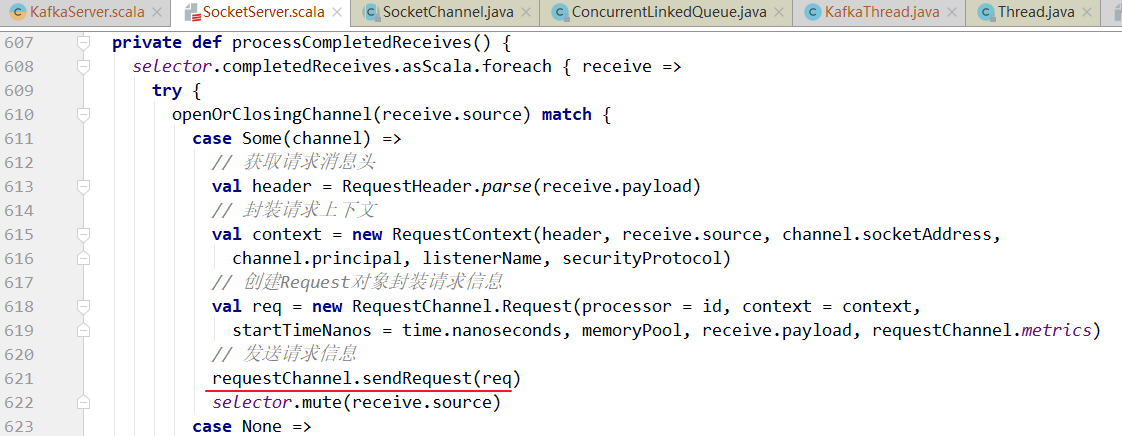 KafkaServer.scala × SocketServer.scala × SocketChannel.java × ConcurrentLinkedQueue.java × KafkaThread.java × Thread.java ×
607 private def processCompletedReceives() {
608 selector.completedReceives.asScala.foreach { receive =>
609 try {
610 openOrClosingChannel(receive.source) match {
611 case Some(channel) =>
612 // 获取请求消息头
613 val header = RequestHeader.parse(receive.payload)
614 // 封装请求上下文
615 val context = new RequestContext(header, receive.source, channel.socketAddress,
616 channel.principal, listenerName, securityProtocol)
617 // 创建Request对象封装请求信息
618 val req = new RequestChannel.Request(processor = id, context = context,
619 startTimeNanos = time.nanoseconds, memoryPool, receive.payload, requestChannel.metrics)
620 // 发送请求信息
621 requestChannel.sendRequest(req)
622 selector.mute(receive.source)
623 case None =>